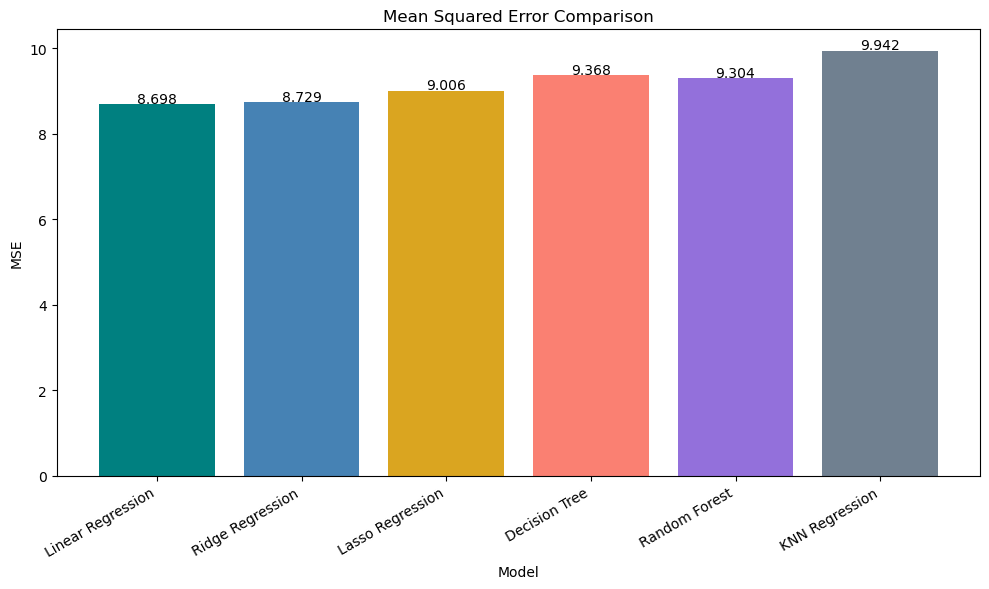 Mean Squared Error Comparison
MSE
10
8
6
4
2
0
8.698
8.729
9.006
9.368
9.304
9.942
Linear Regression
Ridge Regression
Lasso Regression
Decision Tree
Random Forest
KNN Regression
Model